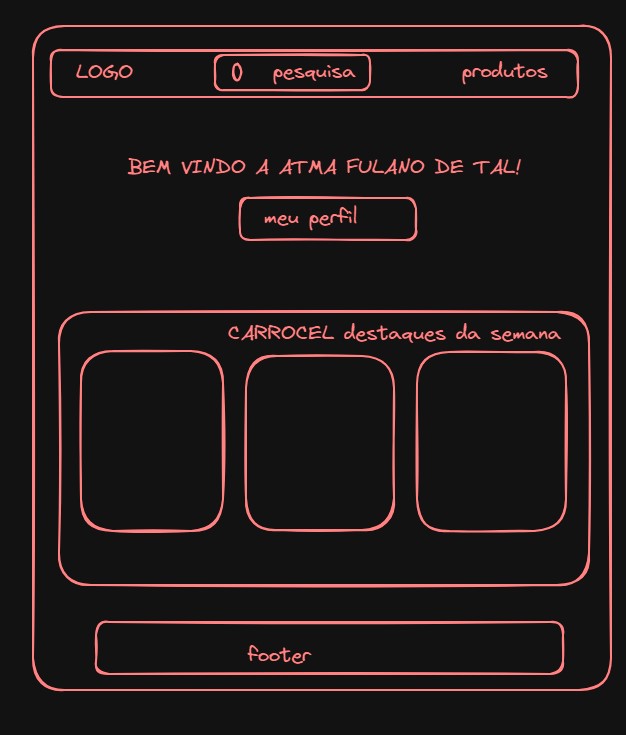 LOGO
0 pesquisa
produtos
BEM VINDO A ATMA FULANO DE TAL!
meu perfil
CARROCEL destaques da semana
footer